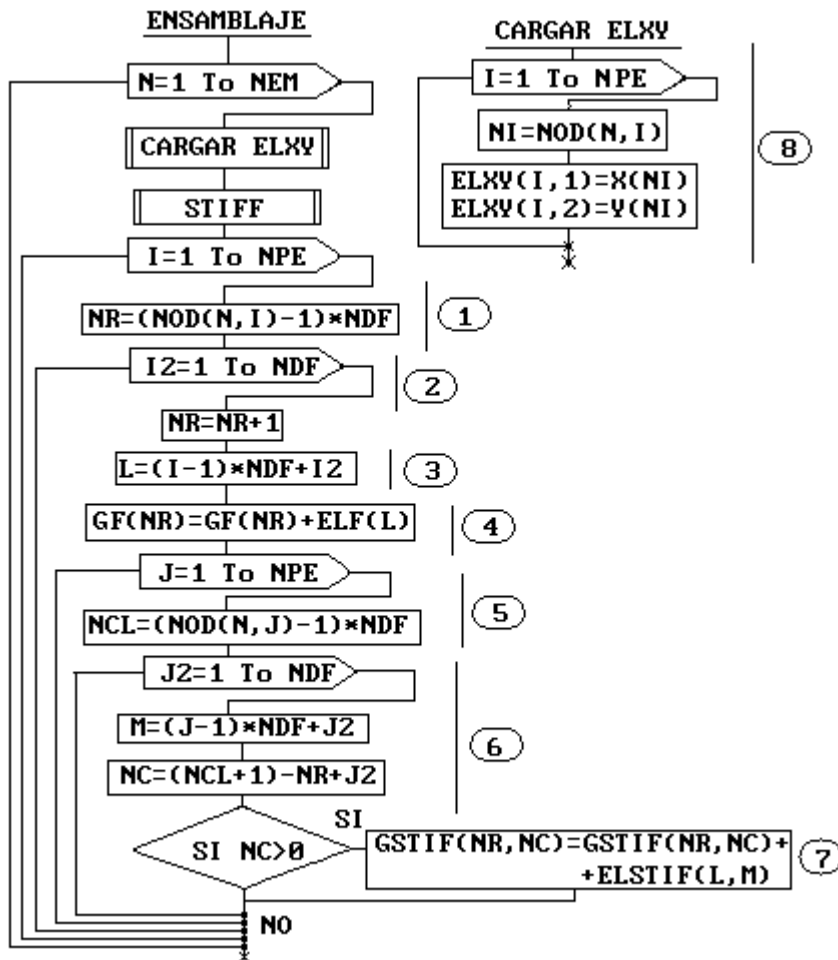 ENSAMBLAJE
N=1 To NEM
CARGAR ELXY
STIFF
I=1 To NPE
NR=(NOD(N,I)-1)*NDF
1
I2=1 To NDF
2
NR=NR+1
L=(I-1)*NDF+I2
3
GF(NR)=GF(NR)+ELF(L)
4
J=1 To NPE
NCL=(NOD(N,J)-1)*NDF
5
J2=1 To NDF
M=(J-1)*NDF+J2
6
NC=(NCL+1)-NR+J2
SI NC>0
SI
GSTIF(NR,NC)=GSTIF(NR,NC)+
+ELSTIF(L,M)
7
NO
CARGAR ELXY
I=1 To NPE
NI=NOD(N,I)
ELXY(I,1)=X(NI)
ELXY(I,2)=Y(NI)
8